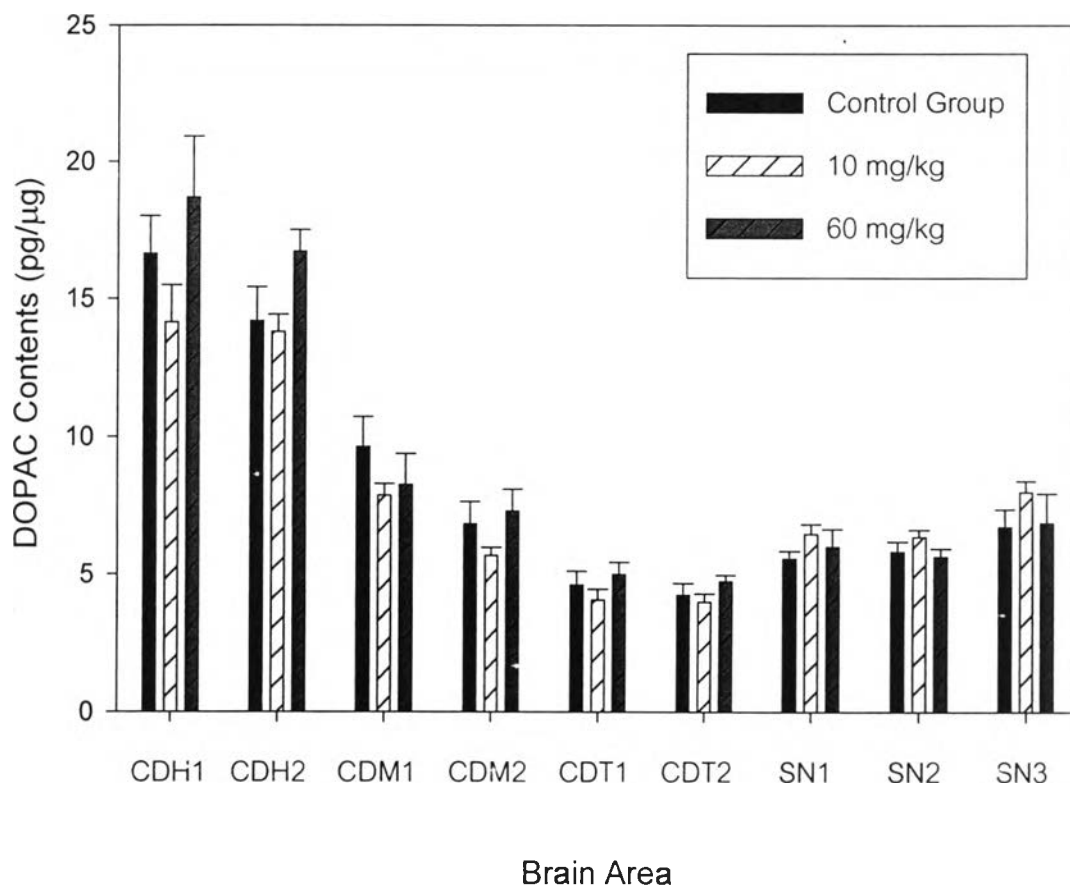 25
20
15
10
5
0
DOPAC Contents (pg/µg)
Control Group
10 mg/kg
60 mg/kg
CDH1 CDH2 CDM1 CDM2 CDT1 CDT2 SN1 SN2 SN3
Brain Area